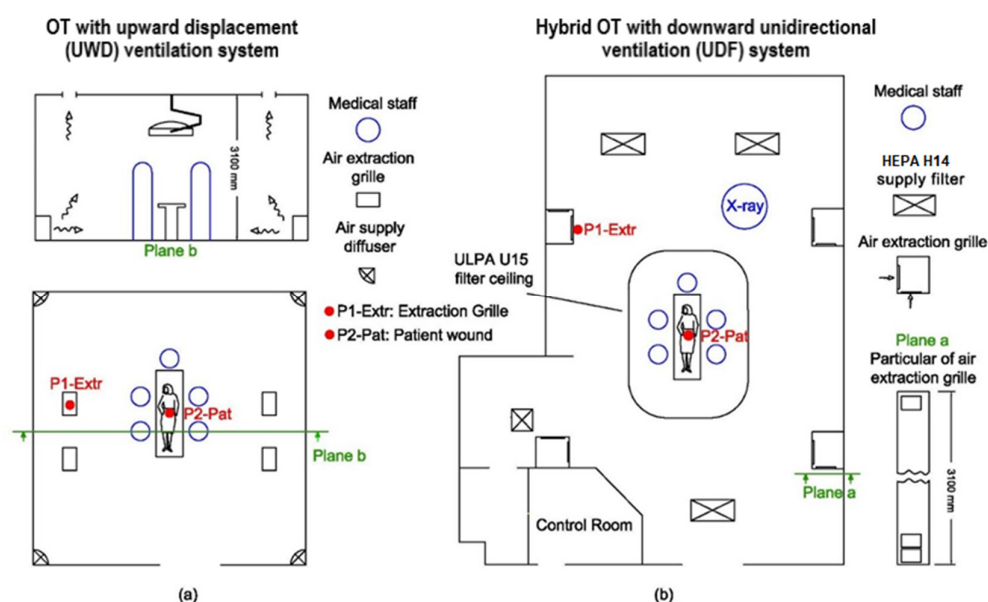 OT with upward displacement
(UWD) ventilation system
3100 mm
Plane b
Medical staff
Air extraction
grille
Air supply
diffuser
P1-Extr: Extraction Grille
P2-Pat: Patient wound
P1-Extr
P2-Pat
Plane b
(a)
Hybrid OT with downward unidirectional
ventilation (UDF) system
X-ray
P1-Extr
ULPA U15
filter ceiling
P2-Pat
Control Room
Plane a
Medical staff
HEPA H14
supply filter
Air extraction grille
Plane a
Particular of air
extraction grille
3100 mm
(b)